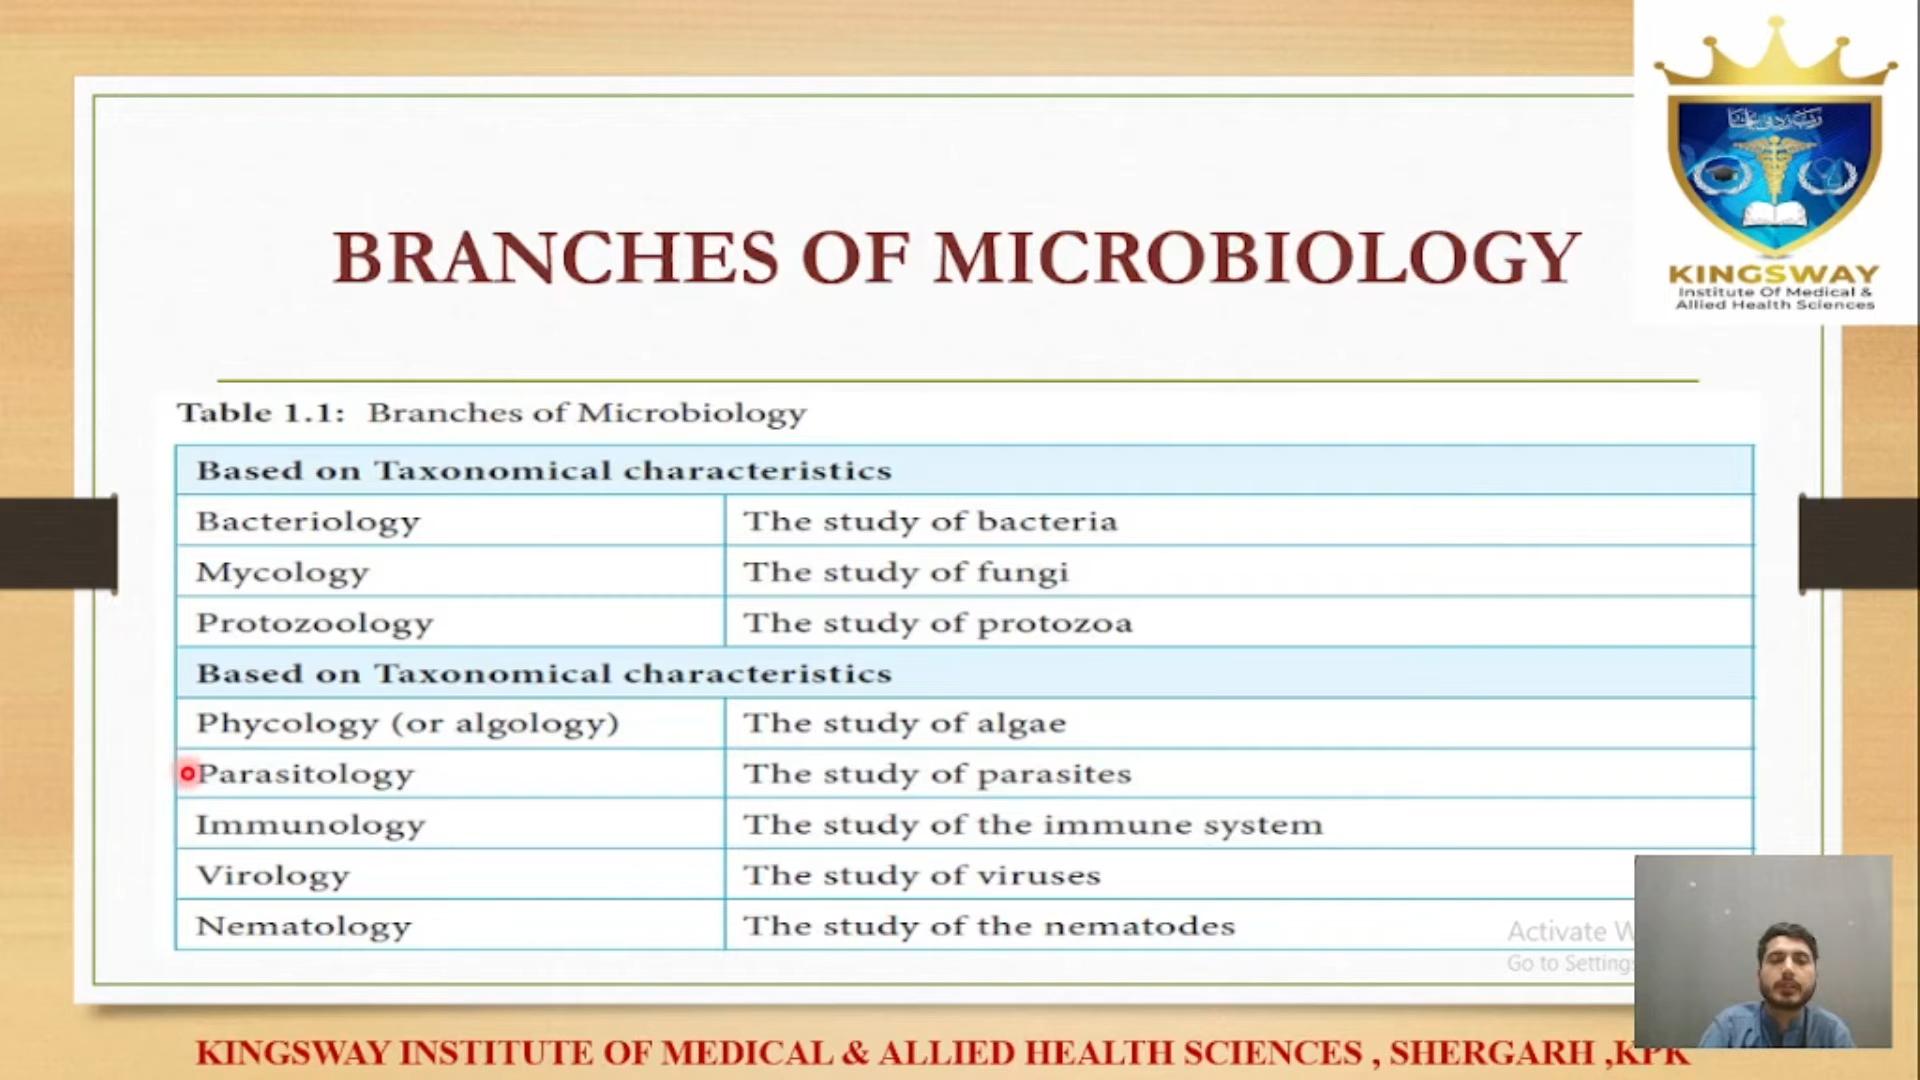 BRANCHES OF MICROBIOLOGY
KINGSWAY
Institute Of Medical &
Allied Health Sciences
Table 1.1: Branches of Microbiology
Based on Taxonomical characteristics
Bacteriology The study of bacteria
Mycology The study of fungi
Protozoology The study of protozoa
Based on Taxonomical characteristics
Phycology (or algology) The study of algae
Parasitology The study of parasites
Immunology The study of the immune system
Virology The study of viruses
Nematology The study of the nematodes
Activate
Go to Settings
KINGSWAY INSTITUTE OF MEDICAL & ALLIED HEALTH SCIENCES , SHERGARH ,KPK